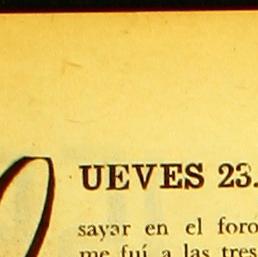 UEVES 23.
sayar en el foro
me fuí a las tres